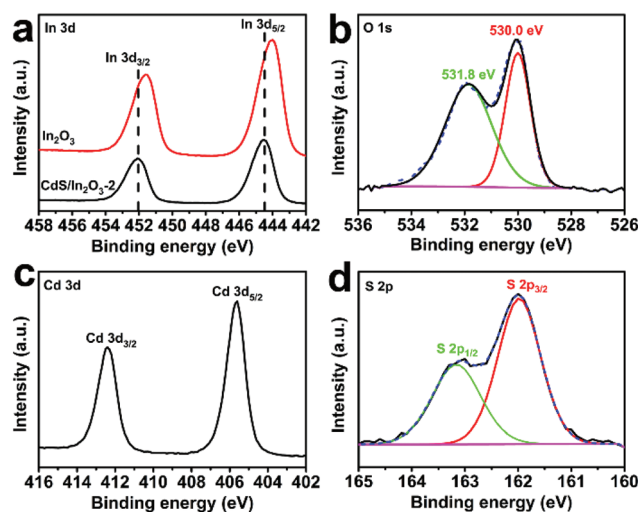 a
In 3d
In 3d₃/₂
In 3d₅/₂
In₂O₃
CdS/In₂O₃-2
Intensity (a.u.)
458 456 454 452 450 448 446 444 442
Binding energy (eV)
b
O 1s
530.0 eV
531.8 eV
Intensity (a.u.)
536 534 532 530 528 526
Binding energy (eV)
c
Cd 3d
Cd 3d₃/₂
Cd 3d₅/₂
Intensity (a.u.)
416 414 412 410 408 406 404 402
Binding energy (eV)
d
S 2p
S 2p₃/₂
S 2p₁/₂
Intensity (a.u.)
165 164 163 162 161 160
Binding energy (eV)